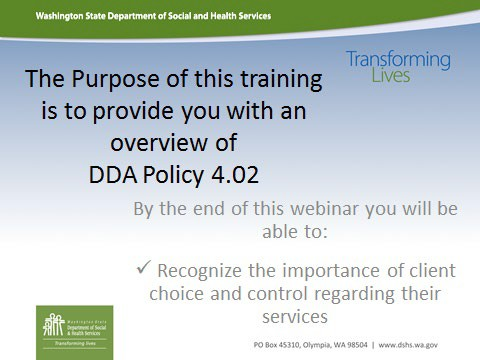 Washington State Department of Social and Health Services
Transforming
Lives
The Purpose of this training
is to provide you with an
overview of
DDA Policy 4.02
By the end of this webinar you will be
able to:
✓ Recognize the importance of client
choice and control regarding their
services
Washington State
Department of Social
& Health Services
Transforming lives
PO Box 45310, Olympia, WA 98504 | www.dshs.wa.gov